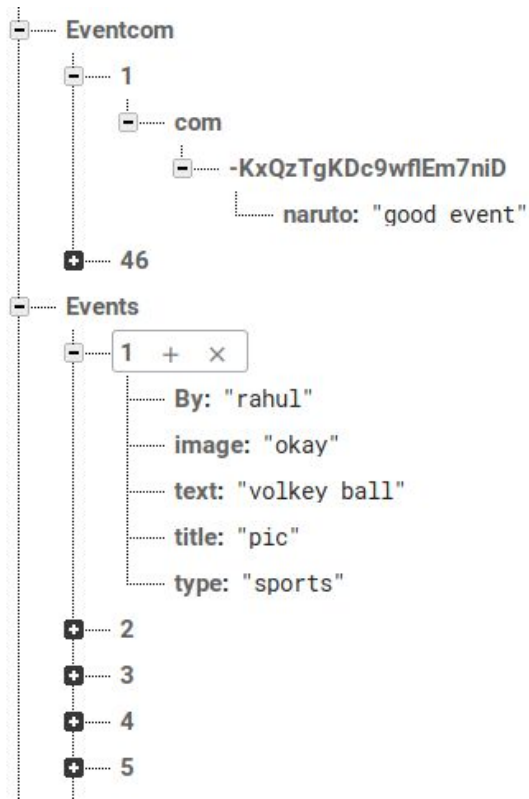 Eventcom
1
com
-KxQzTgKDc9wflEm7niD
naruto: "good event"
46
Events
1 + ×
By: "rahul"
image: "okay"
text: "volkey ball"
title: "pic"
type: "sports"
2
3
4
5